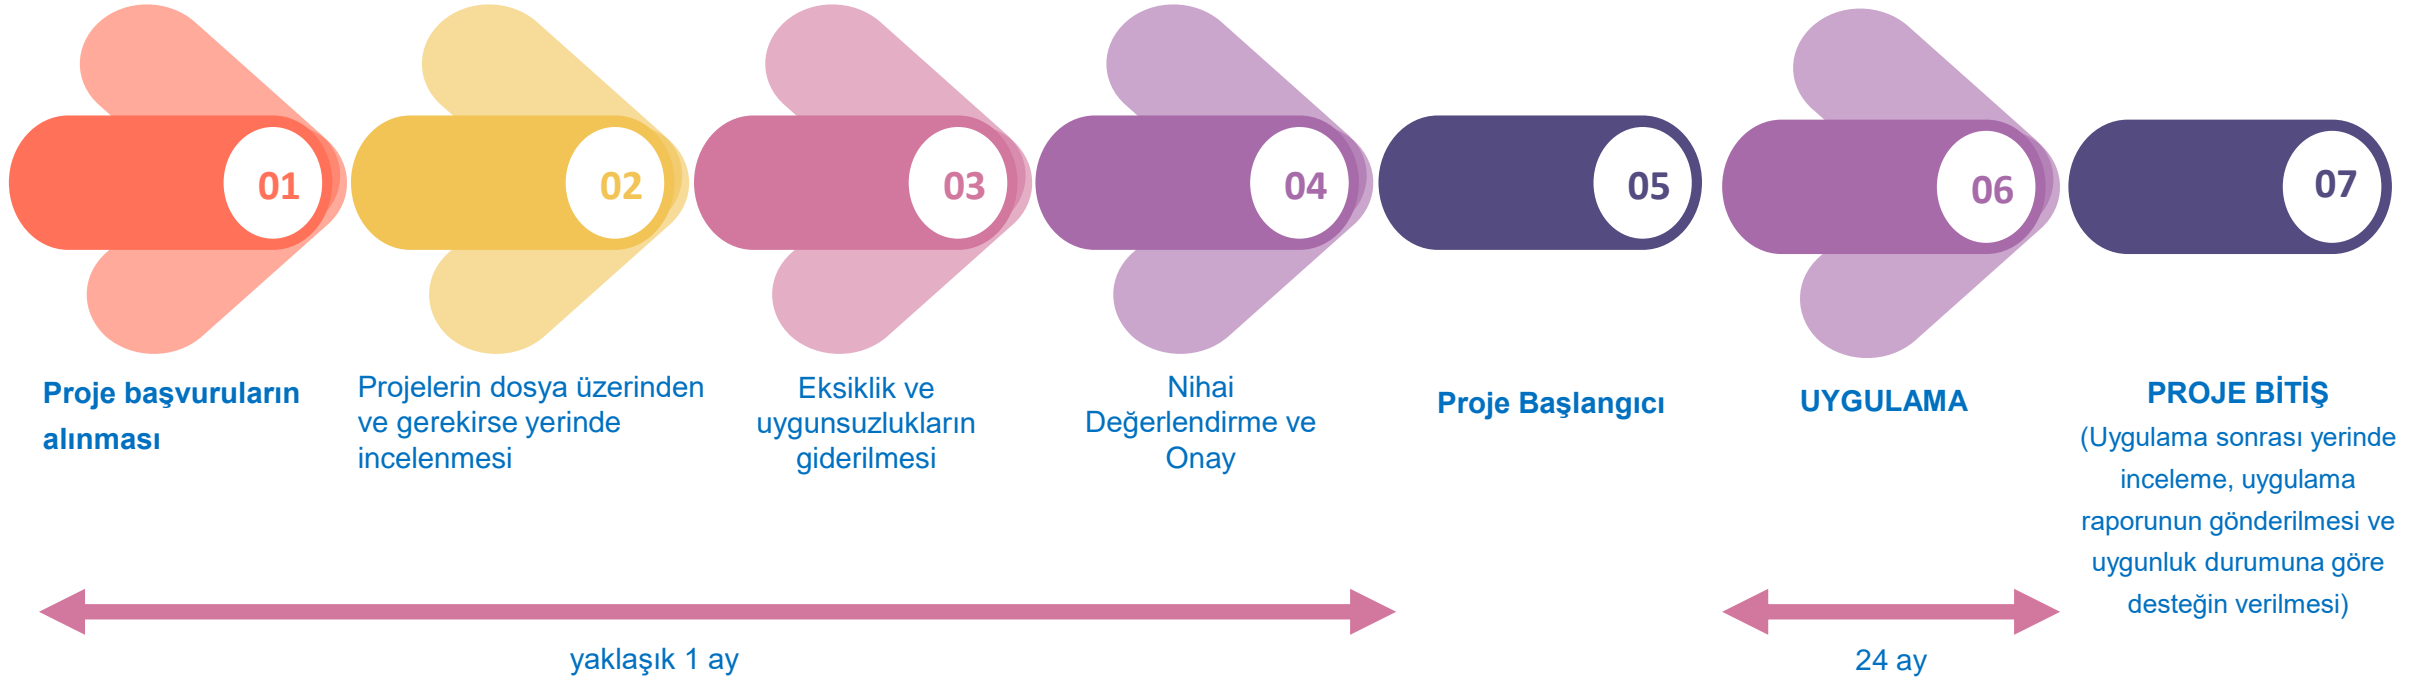 01
02
03
04
05
06
07
Proje başvuruların
alınması
Projelerin dosya üzerinden
ve gerekirse yerinde
incelenmesi
Eksiklik ve
uygunsuzlukların
giderilmesi
Nihai
Değerlendirme ve
Onay
Proje Başlangıcı
UYGULAMA
PROJE BİTİŞ
(Uygulama sonrası yerinde
inceleme, uygulama
raporunun gönderilmesi ve
uygunluk durumuna göre
desteğin verilmesi)
yaklaşık 1 ay
24 ay